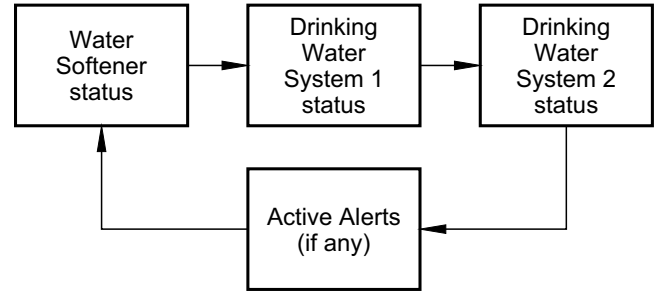 Water
Softener
status
Drinking
Water
System 1
status
Drinking
Water
System 2
status
Active Alerts
(if any)